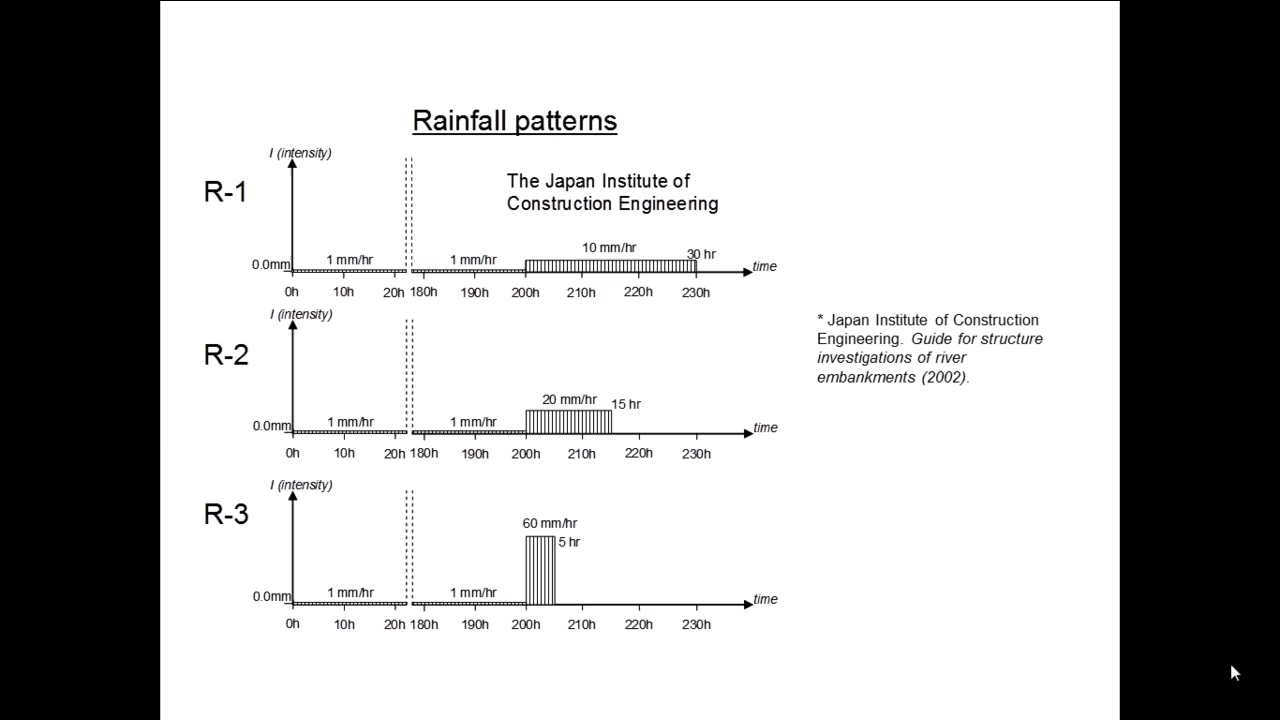 Rainfall patterns
I (intensity)
R-1
The Japan Institute of
Construction Engineering
10 mm/hr
30 hr
0.0mm
1 mm/hr
1 mm/hr
time
0h 10h 20h 180h 190h 200h 210h 220h 230h
I (intensity)
* Japan Institute of Construction
Engineering. Guide for structure
investigations of river
embankments (2002).
R-2
20 mm/hr
15 hr
0.0mm
1 mm/hr
1 mm/hr
time
0h 10h 20h 180h 190h 200h 210h 220h 230h
I (intensity)
R-3
60 mm/hr
5 hr
0.0mm
1 mm/hr
1 mm/hr
time
0h 10h 20h 180h 190h 200h 210h 220h 230h